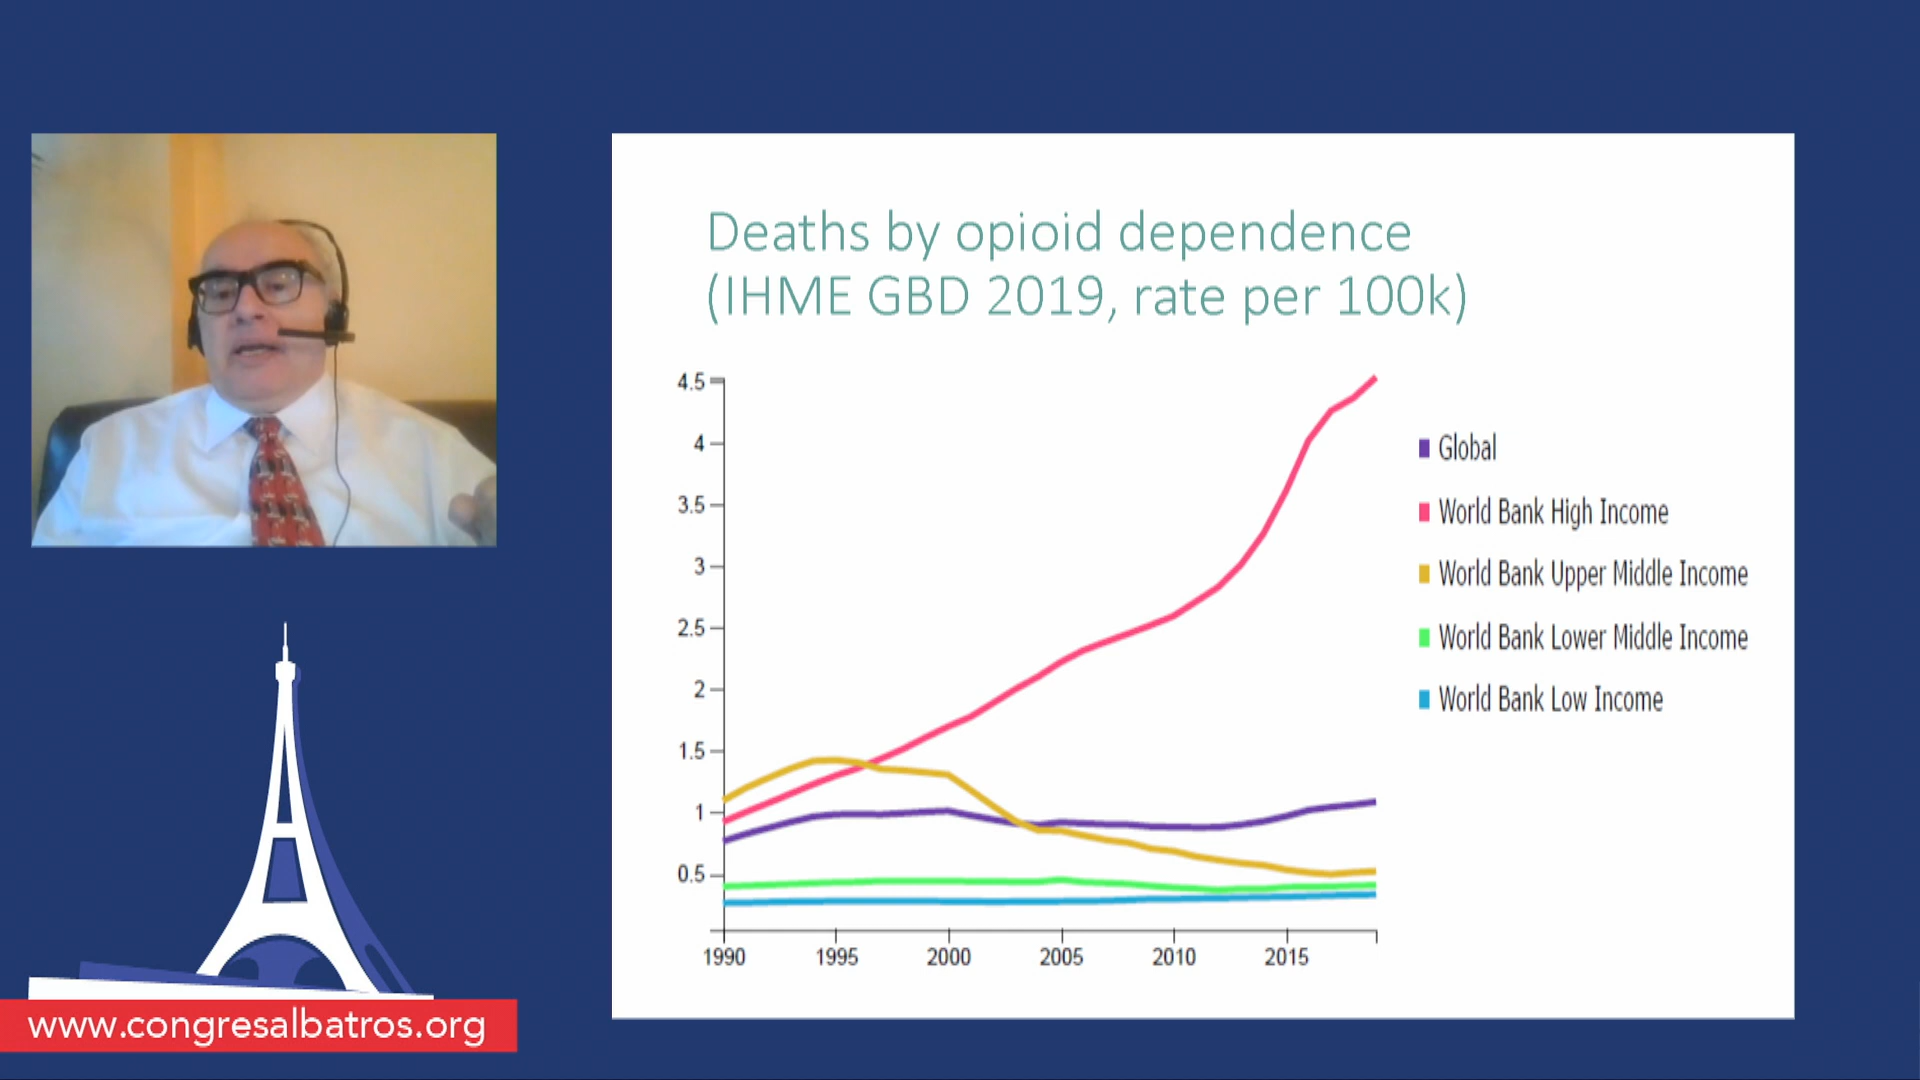 Deaths by opioid dependence
(IHME GBD 2019, rate per 100k)
4.5
4
3.5
3
2.5
2
1.5
1
0.5
1990 1995 2000 2005 2010 2015
Global
World Bank High Income
World Bank Upper Middle Income
World Bank Lower Middle Income
World Bank Low Income
www.congresalbatros.org